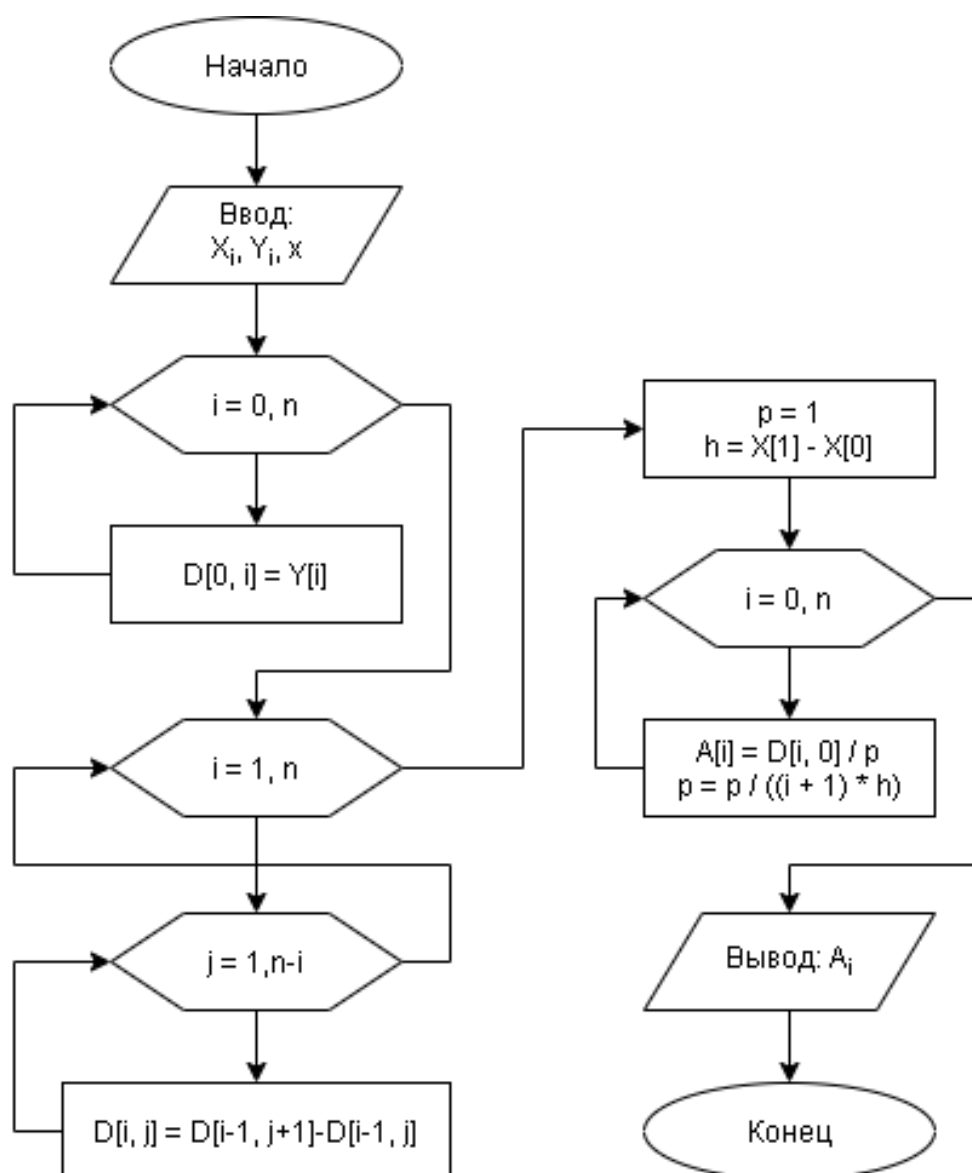 Начало
Ввод:
Xi, Yi, x
i = 0, n
D[0, i] = Y[i]
i = 1, n
j = 1,n-i
D[i, j] = D[i-1, j+1]-D[i-1, j]
p = 1
h = X[1] - X[0]
i = 0, n
A[i] = D[i, 0] / p
p = p / ((i + 1) * h)
Вывод: Ai
Конец